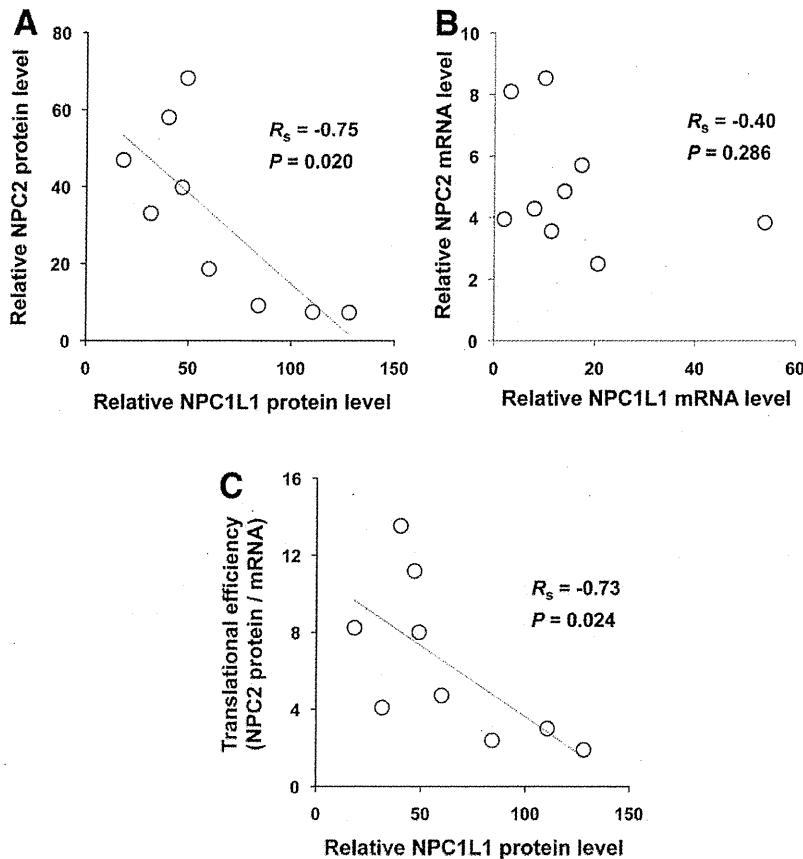 A
80
60
40
20
0
Relative NPC2 protein level
Rs = -0.75
P = 0.020
0 50 100 150
Relative NPC1L1 protein level
B
10
8
6
4
2
0
Relative NPC2 mRNA level
Rs = -0.40
P = 0.286
0 20 40 60
Relative NPC1L1 mRNA level
C
16
12
8
4
0
Translational efficiency
(NPC2 protein / mRNA)
Rs = -0.73
P = 0.024
0 50 100 150
Relative NPC1L1 protein level